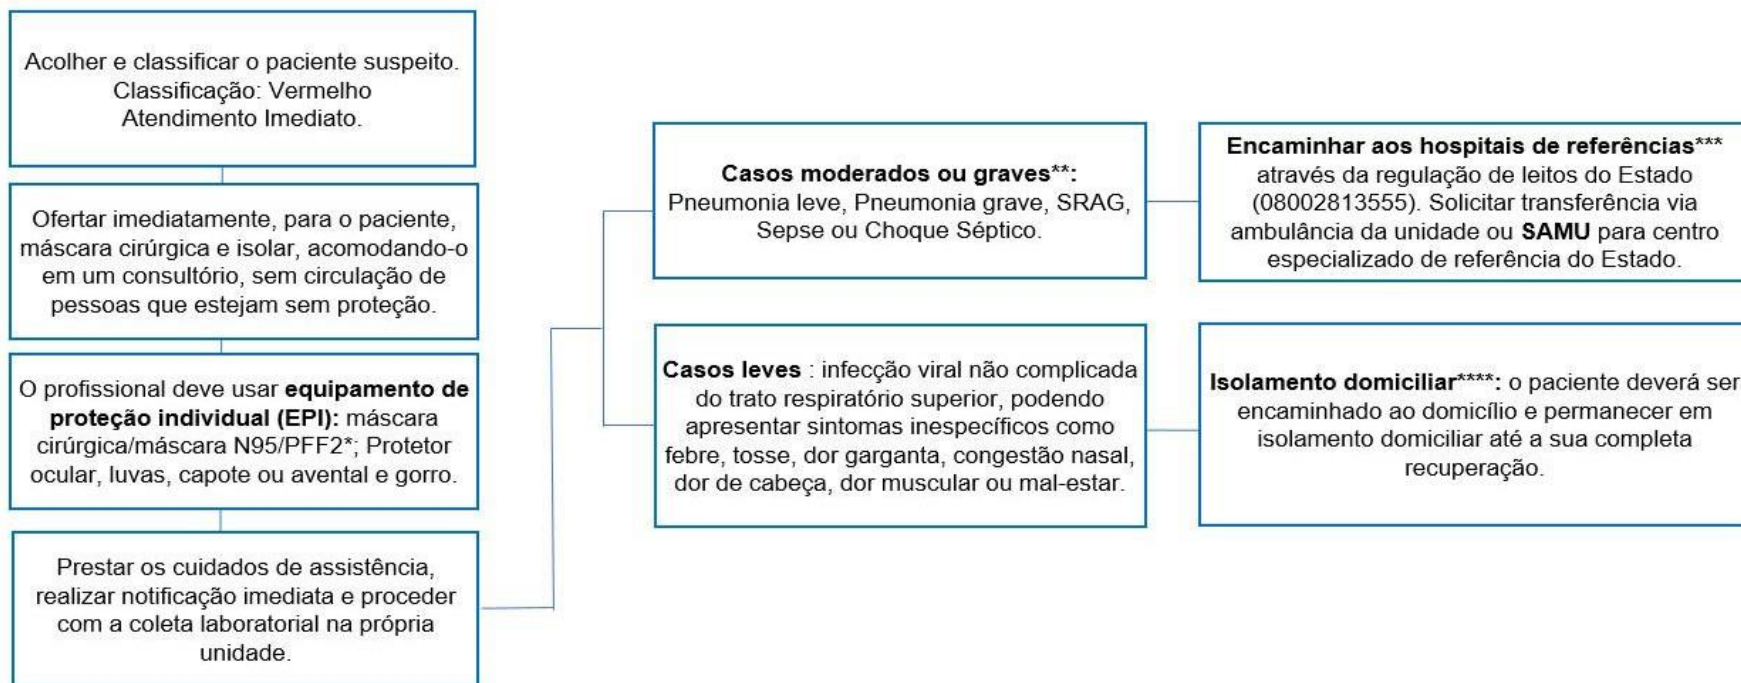 Acolher e classificar o paciente suspeito.
Classificação: Vermelho
Atendimento Imediato.
Ofertar imediatamente, para o paciente,
máscara cirúrgica e isolar, acomodando-o
em um consultório, sem circulação de
pessoas que estejam sem proteção.
O profissional deve usar equipamento de
proteção individual (EPI): máscara
cirúrgica/máscara N95/PFF2*; Protetor
ocular, luvas, capote ou avental e gorro.
Prestar os cuidados de assistência,
realizar notificação imediata e proceder
com a coleta laboratorial na própria
unidade.
Casos moderados ou graves**:
Pneumonia leve, Pneumonia grave, SRAG,
Sepse ou Choque Séptico.
Encaminhar aos hospitais de referências***
através da regulação de leitos do Estado
(08002813555). Solicitar transferência via
ambulância da unidade ou SAMU para centro
especializado de referência do Estado.
Casos leves : infecção viral não complicada
do trato respiratório superior, podendo
apresentar sintomas inespecíficos como
febre, tosse, dor garganta, congestão nasal,
dor de cabeça, dor muscular ou mal-estar.
Isolamento domiciliar****: o paciente deverá ser
encaminhado ao domicílio e permanecer em
isolamento domiciliar até a sua completa
recuperação.